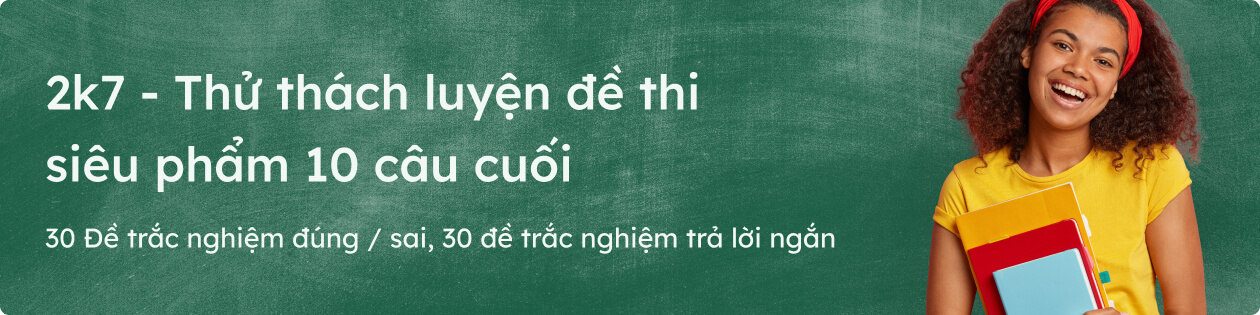 2k7 - Thử thách luyện đề thi
siêu phẩm 10 câu cuối
30 Đề trắc nghiệm đúng / sai, 30 đề trắc nghiệm trả lời ngắn